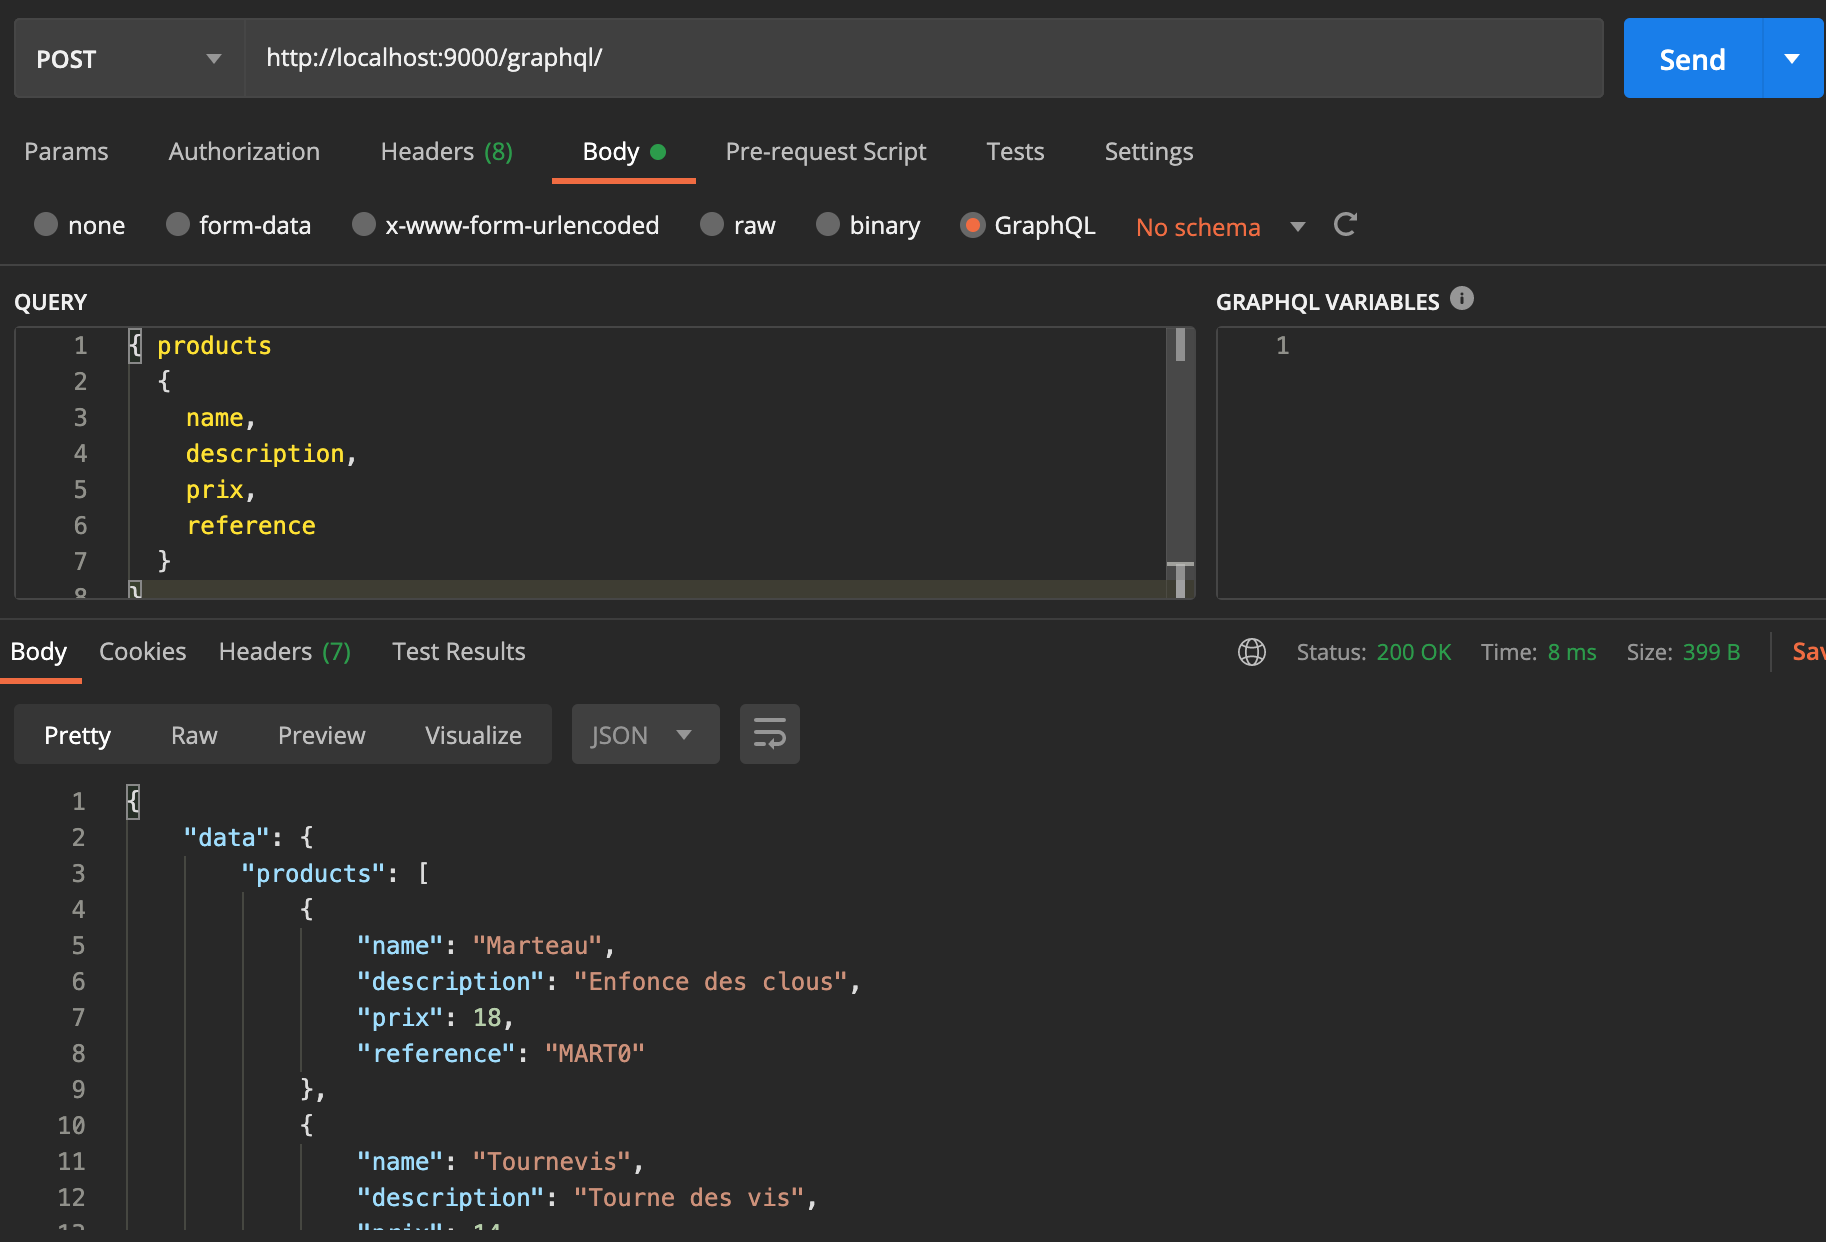 POST http://localhost:9000/graphql/ Send
Params Authorization Headers (8) Body Pre-request Script Tests Settings
none form-data x-www-form-urlencoded raw binary GraphQL No schema
QUERY
1 { products
2 {
3 name,
4 description,
5 prix,
6 reference
7 }
8 }
GRAPHQL VARIABLES
1
Body Cookies Headers (7) Test Results Status: 200 OK Time: 8 ms Size: 399 B Sav
Pretty Raw Preview Visualize JSON
1 {
2 "data": {
3 "products": [
4 {
5 "name": "Marteau",
6 "description": "Enfonce des clous",
7 "prix": 18,
8 "reference": "MART0"
9 },
10 {
11 "name": "Tournevis",
12 "description": "Tourne des vis",
13 "prix": 14,